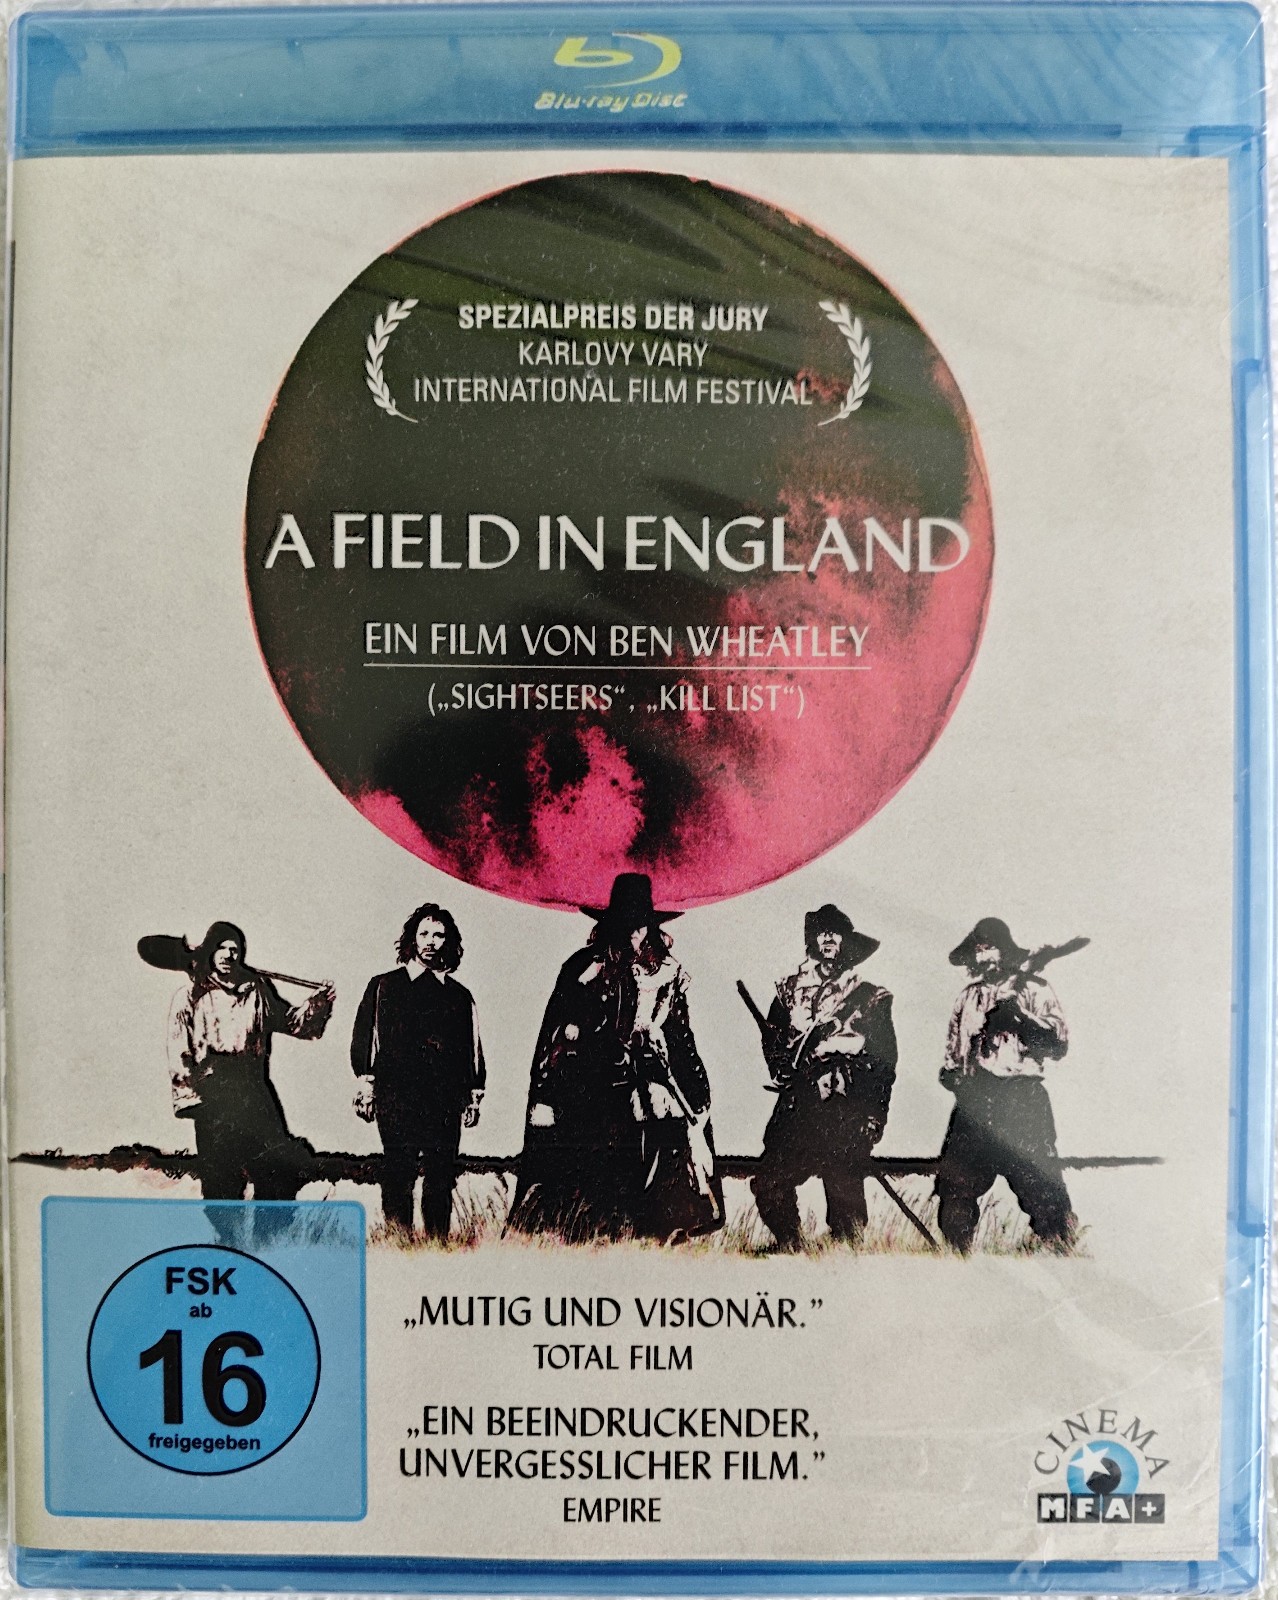 Blu-ray Disc
SPEZIALPREIS DER JURY
KARLOVY VARY
INTERNATIONAL FILM FESTIVAL
A FIELD IN ENGLAND
EIN FILM VON BEN WHEATLEY
(„SIGHTSEERS“, „KILL LIST“)
FSK
ab
16
freigegeben
„MUTIG UND VISIONÄR.”
TOTAL FILM
„EIN BEEINDRUCKENDER,
UNVERGESSLICHER FILM.”
EMPIRE
CINEMA
MFA+